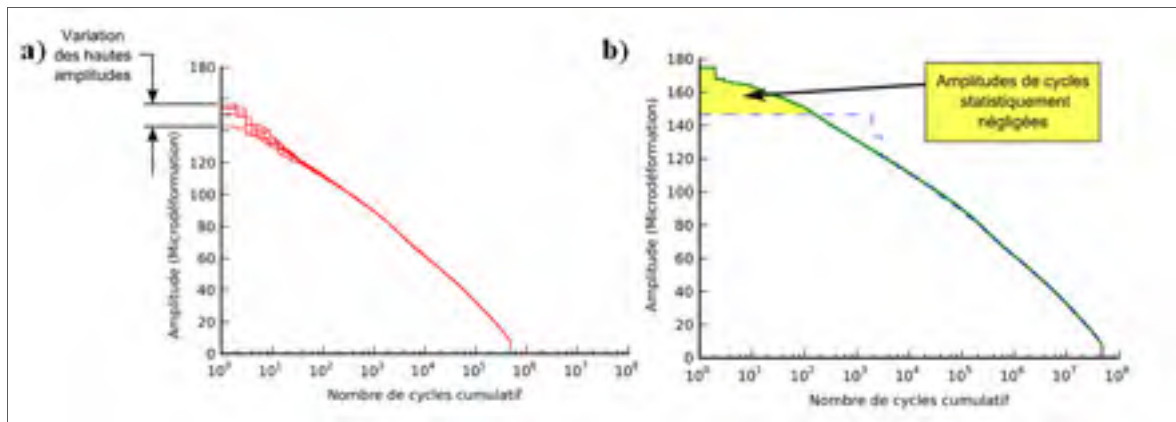 a)
Variation
des hautes
amplitudes
Amplitude (Microdéformation)
180
160
140
120
100
80
60
40
20
0
10⁰ 10¹ 10² 10³ 10⁴ 10⁵ 10⁶ 10⁷ 10⁸
Nombre de cycles cumulatif
b)
Amplitudes de cycles
statistiquement
négligées
Amplitude (Microdéformation)
180
160
140
120
100
80
60
40
20
0
10⁰ 10¹ 10² 10³ 10⁴ 10⁵ 10⁶ 10⁷ 10⁸
Nombre de cycles cumulatif